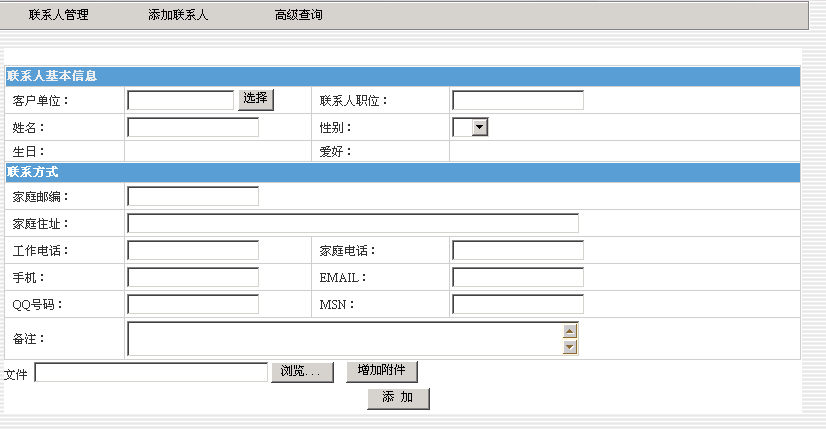 联系人管理 添加联系人 高级查询
联系人基本信息
客户单位： 选择 联系人职位：
姓名： 性别：
生日： 爱好：
联系方式
家庭邮编：
家庭住址：
工作电话： 家庭电话：
手机： EMAIL：
QQ号码： MSN：
备注：
文件 浏览... 增加附件
添 加